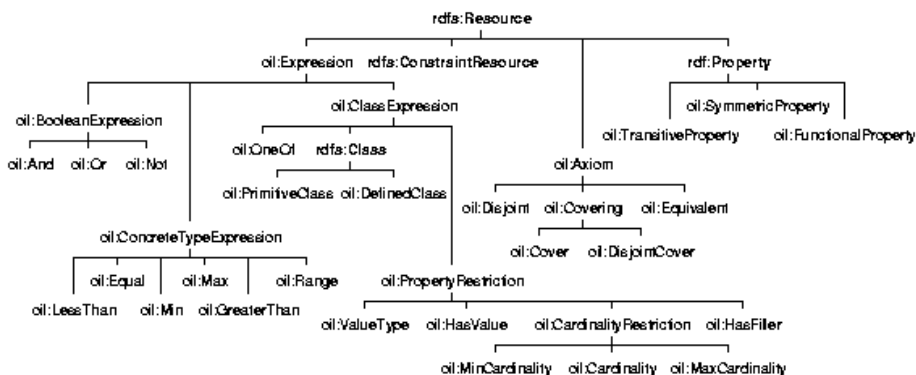 rdfs:Resource
oil:Expression rdfs:ConstraintResource rdf:Property
oil:ClassExpression oil:SymmetricProperty
oil:BooleanExpression
oil:TransitiveProperty oil:FunctionalProperty
oil:OneOf rdfs:Class
oil:And oil:Or oil:Not oil:Axiom
oil:PrimitiveClass oil:DefinedClass
oil:Disjoint oil:Covering oil:Equivalent
oil:ConcreteTypeExpression
oil:Cover oil:DisjointCover
oil:Equal oil:Max oil:Range oil:PropertyRestriction
oil:LessThan oil:Min oil:GreaterThan
oil:ValueType oil:HasValue oil:CardinalityRestriction oil:HasFiller
oil:MinCardinality oil:Cardinality oil:MaxCardinality